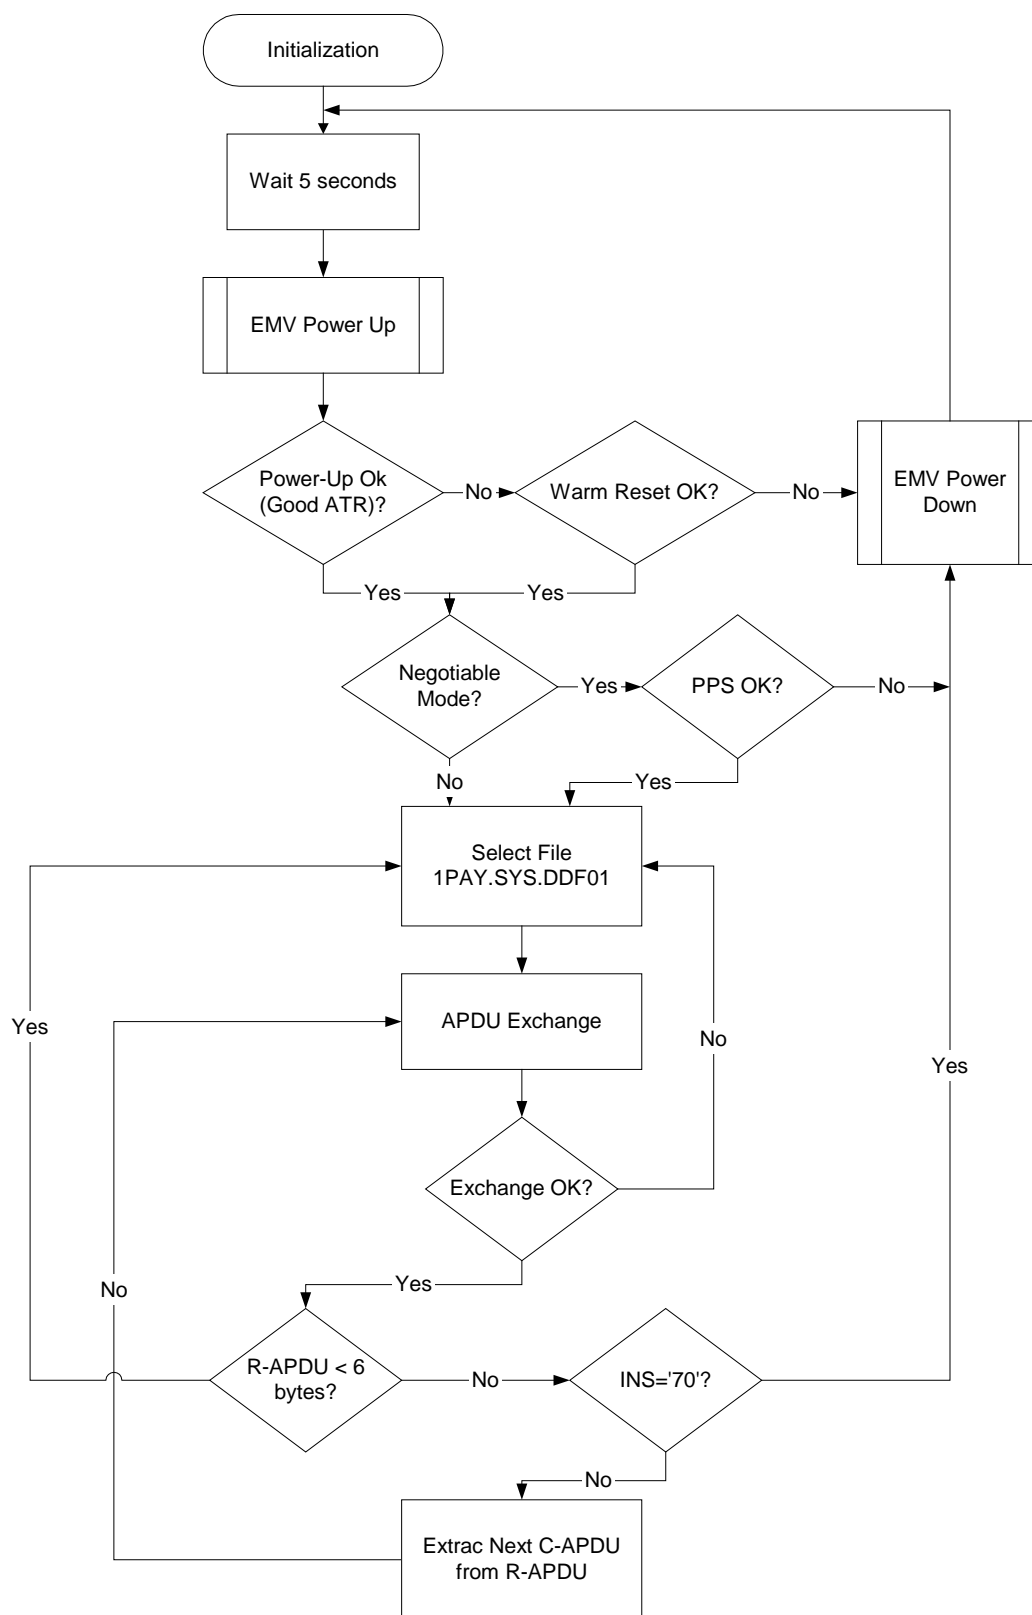 Initialization
Wait 5 seconds
EMV Power Up
Power-Up Ok
(Good ATR)?
No
Warm Reset OK?
No
EMV Power
Down
Yes
Yes
Negotiable
Mode?
Yes
PPS OK?
No
No
Yes
Select File
1PAY.SYS.DDF01
APDU Exchange
Yes
No
Yes
Exchange OK?
Yes
No
R-APDU < 6
bytes?
No
INS='70'?
No
Extrac Next C-APDU
from R-APDU